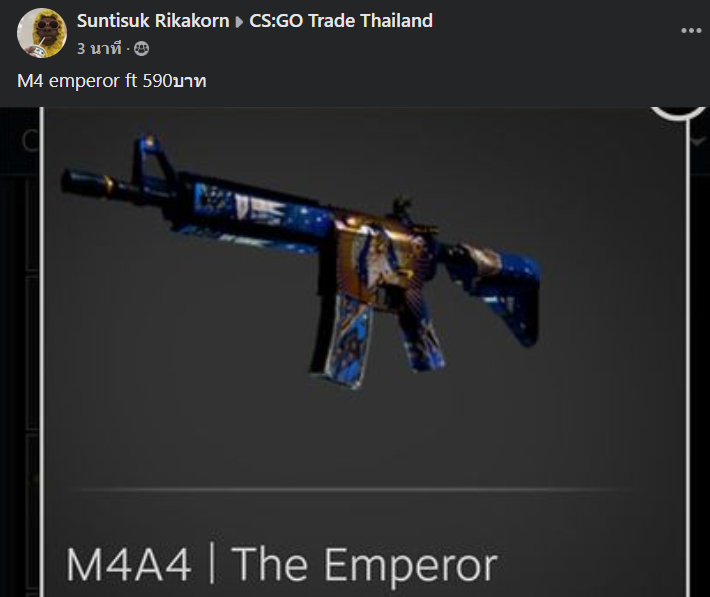 Suntisuk Rikakorn ▸ CS:GO Trade Thailand
3 นาที ·
M4 emperor ft 590บาท
M4A4 | The Emperor